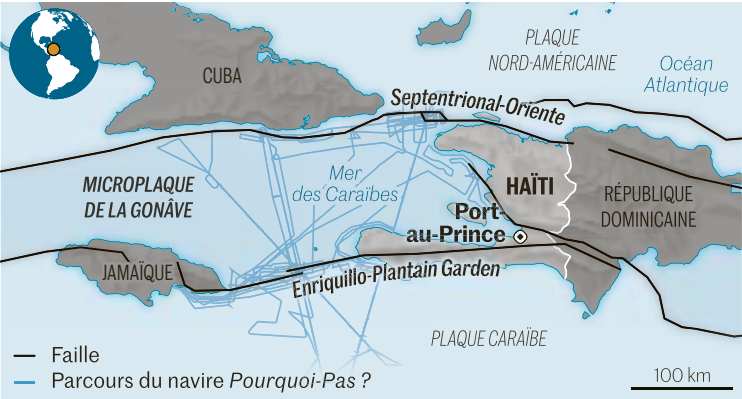 PLAQUE
NORD-AMÉRICAINE
Océan
Atlantique
CUBA
Septentrional-Oriente
Mer
des Caraïbes
MICROPLAQUE
DE LA GONÂVE
HAÏTI
RÉPUBLIQUE
DOMINICAINE
Port-
au-Prince
JAMAÏQUE
Enriquillo-Plantain Garden
PLAQUE CARAÏBE
Faille
Parcours du navire Pourquoi-Pas ?
100 km